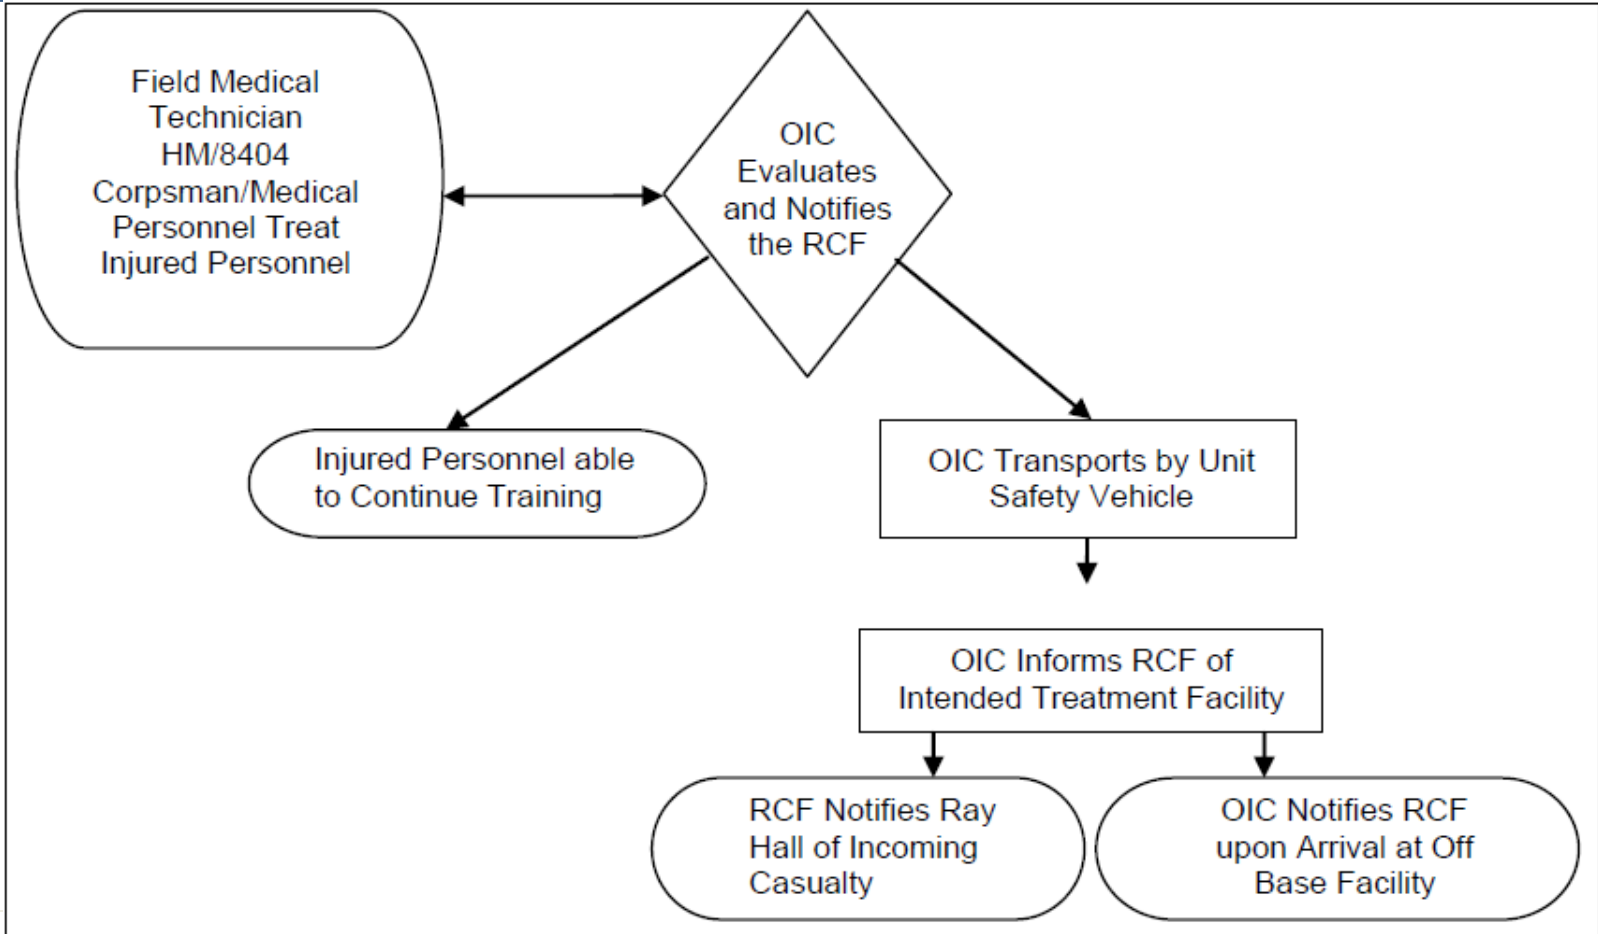 Field Medical
Technician
HM/8404
Corpsman/Medical
Personnel Treat
Injured Personnel
OIC
Evaluates
and Notifies
the RCF
Injured Personnel able
to Continue Training
OIC Transports by Unit
Safety Vehicle
OIC Informs RCF of
Intended Treatment Facility
RCF Notifies Ray
Hall of Incoming
Casualty
OIC Notifies RCF
upon Arrival at Off
Base Facility